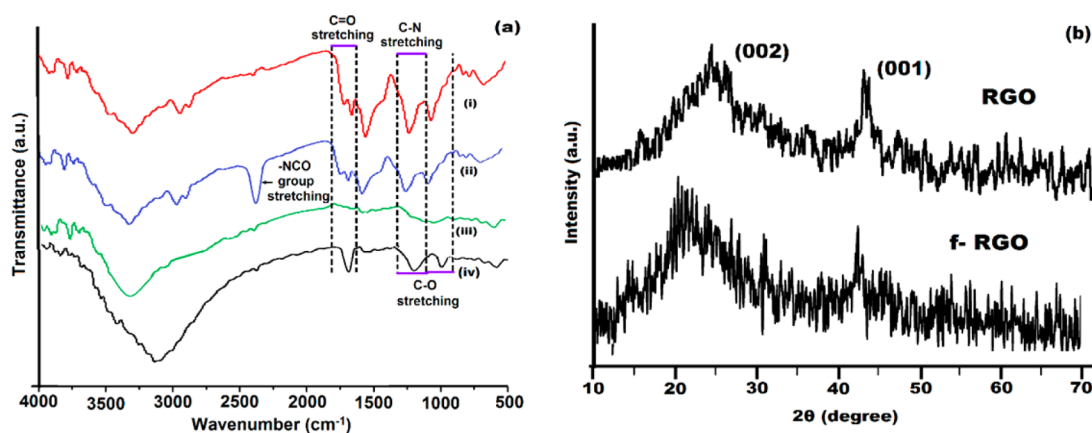 (a)
C=O
stretching
C-N
stretching
(i)
-NCO
group
stretching
(ii)
(iii)
(iv)
C-O
stretching
Transmittance (a.u.)
4000 3500 3000 2500 2000 1500 1000 500
Wavenumber (cm⁻¹)
(b)
(002)
(001)
RGO
f- RGO
Intensity (a.u.)
10 20 30 40 50 60 70
2θ (degree)